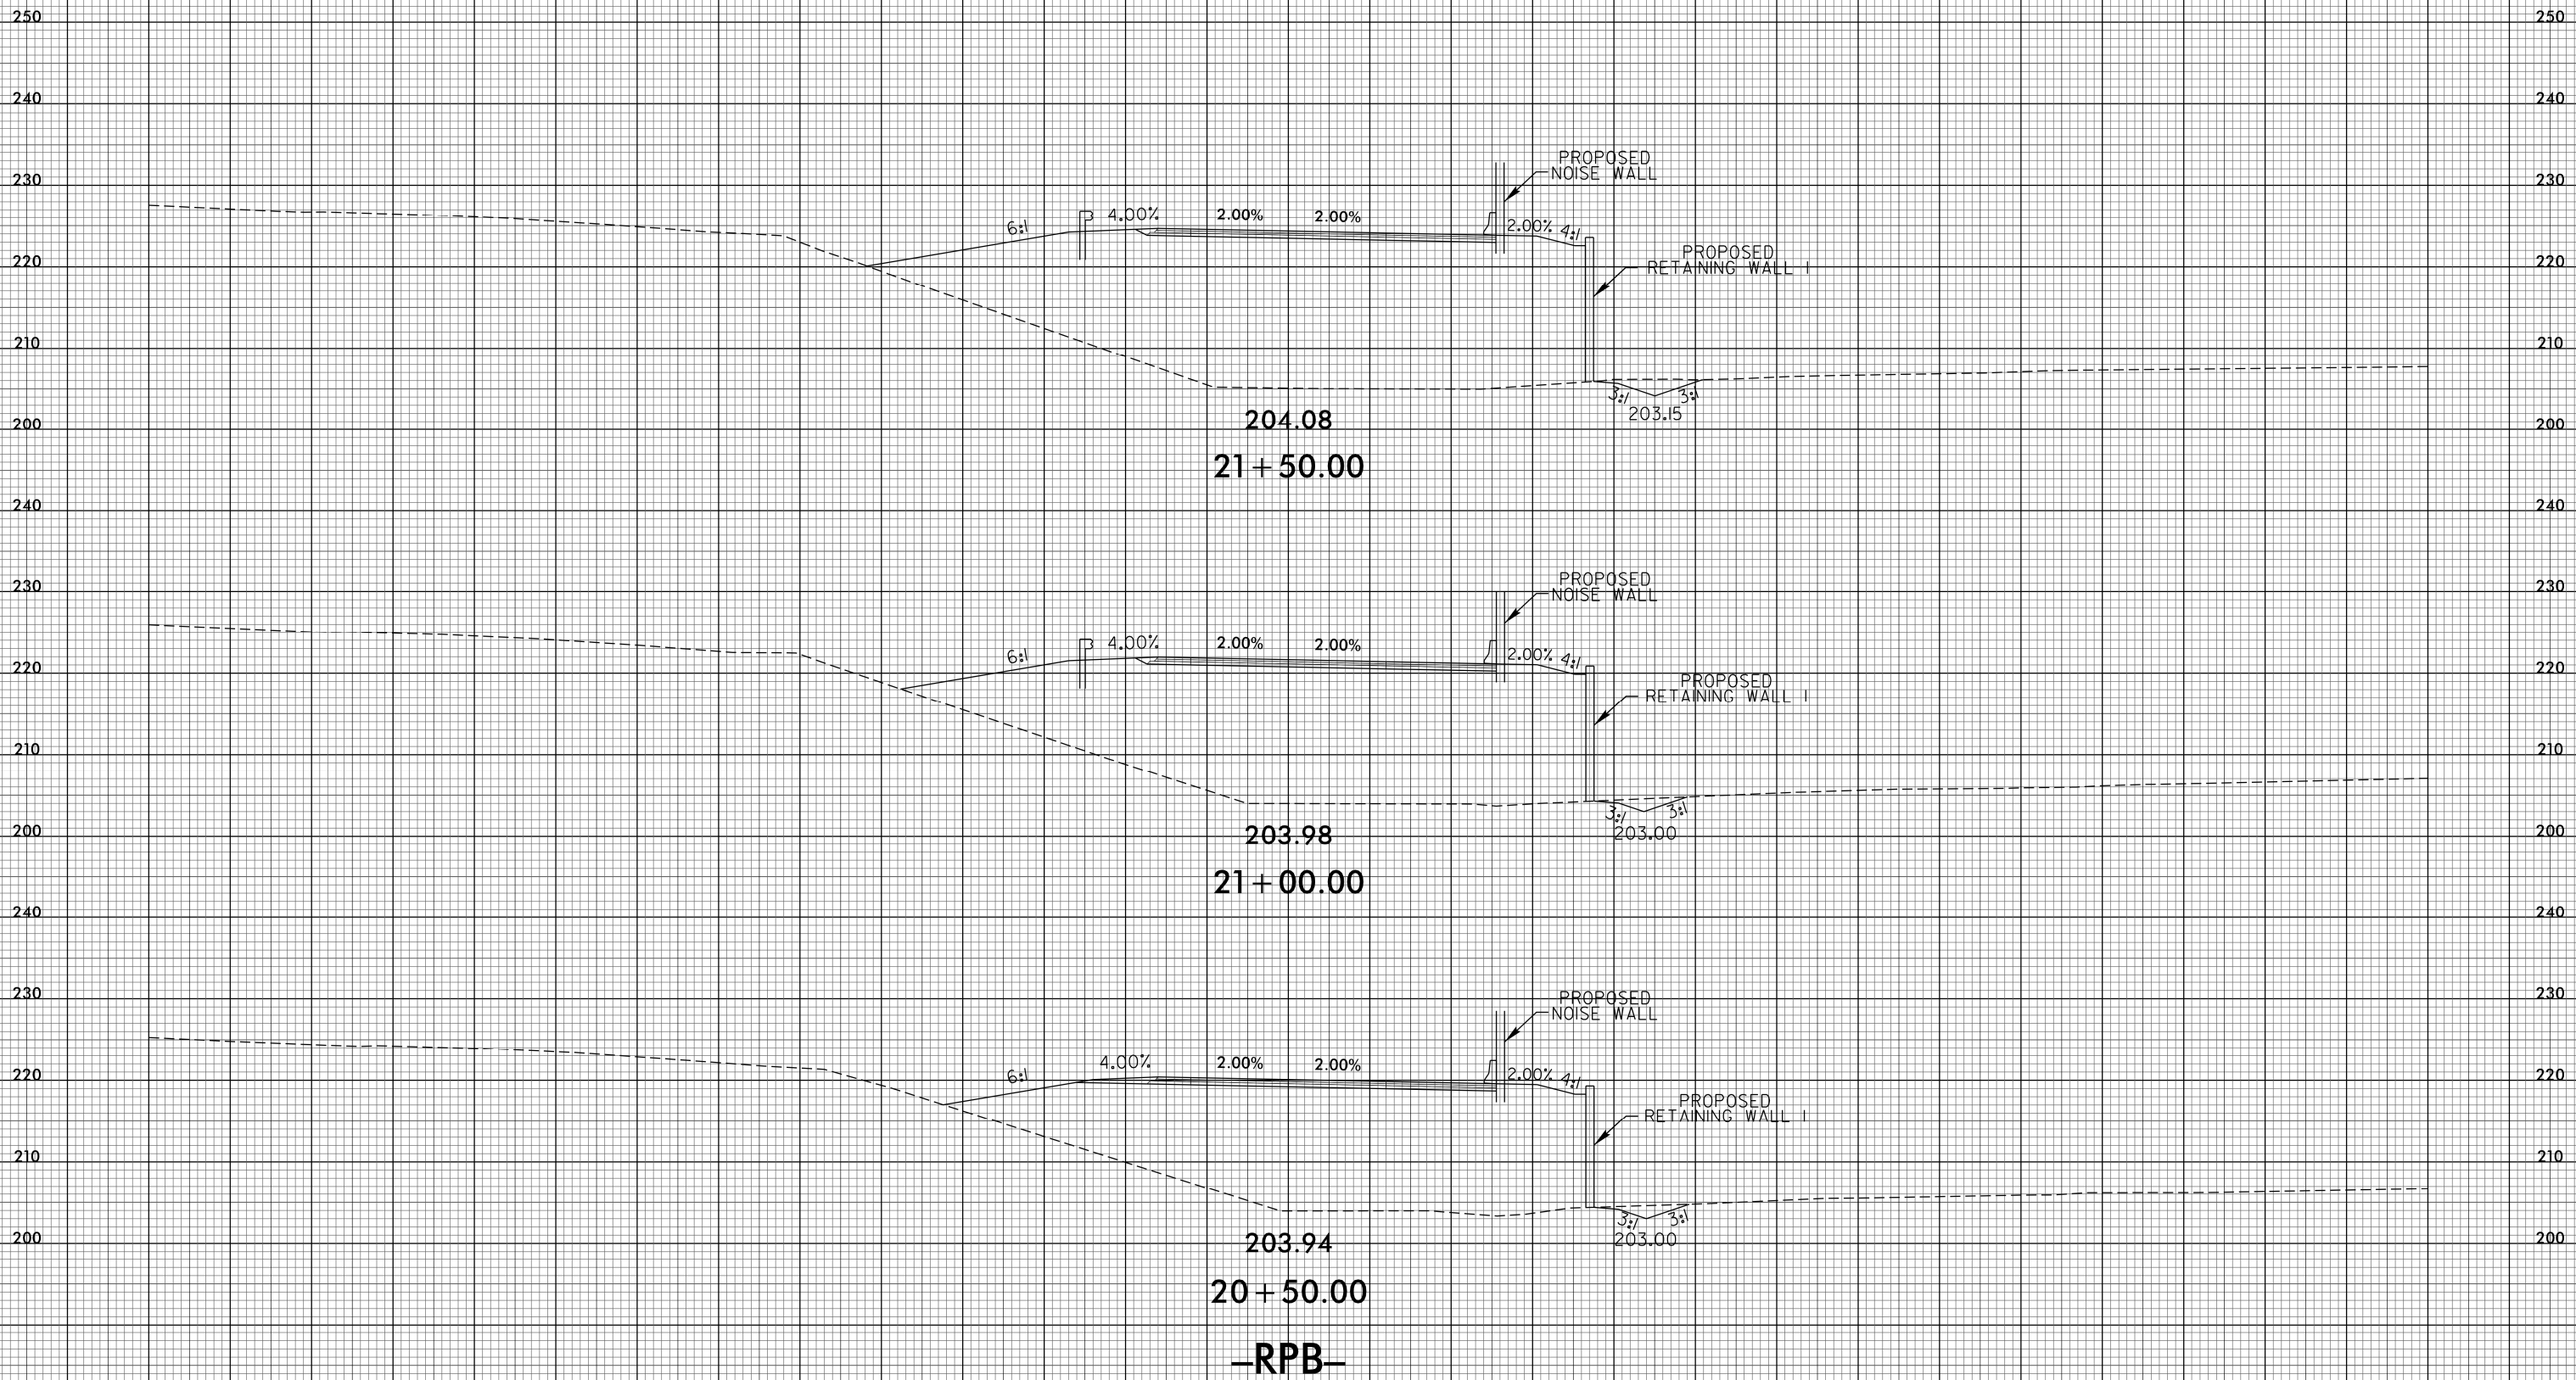 250 250
240 240
PROPOSED
NOISE WALL
230 230
6:1 4.00% 2.00% 2.00% 2.00% 4:1
PROPOSED
RETAINING WALL 1
220 220
210 210
3:1 3:1
203.15
204.08
200 200
21+50.00
240 240
PROPOSED
NOISE WALL
230 230
6:1 4.00% 2.00% 2.00% 2.00% 4:1
220 220
PROPOSED
RETAINING WALL 1
210 210
3:1 3:1
203.00
203.98
200 200
21+00.00
240 240
230 230
PROPOSED
NOISE WALL
6:1 4.00% 2.00% 2.00% 2.00% 4:1
220 220
PROPOSED
RETAINING WALL 1
210 210
3:1 3:1
203.00
203.94
200 200
20+50.00
–RPB–